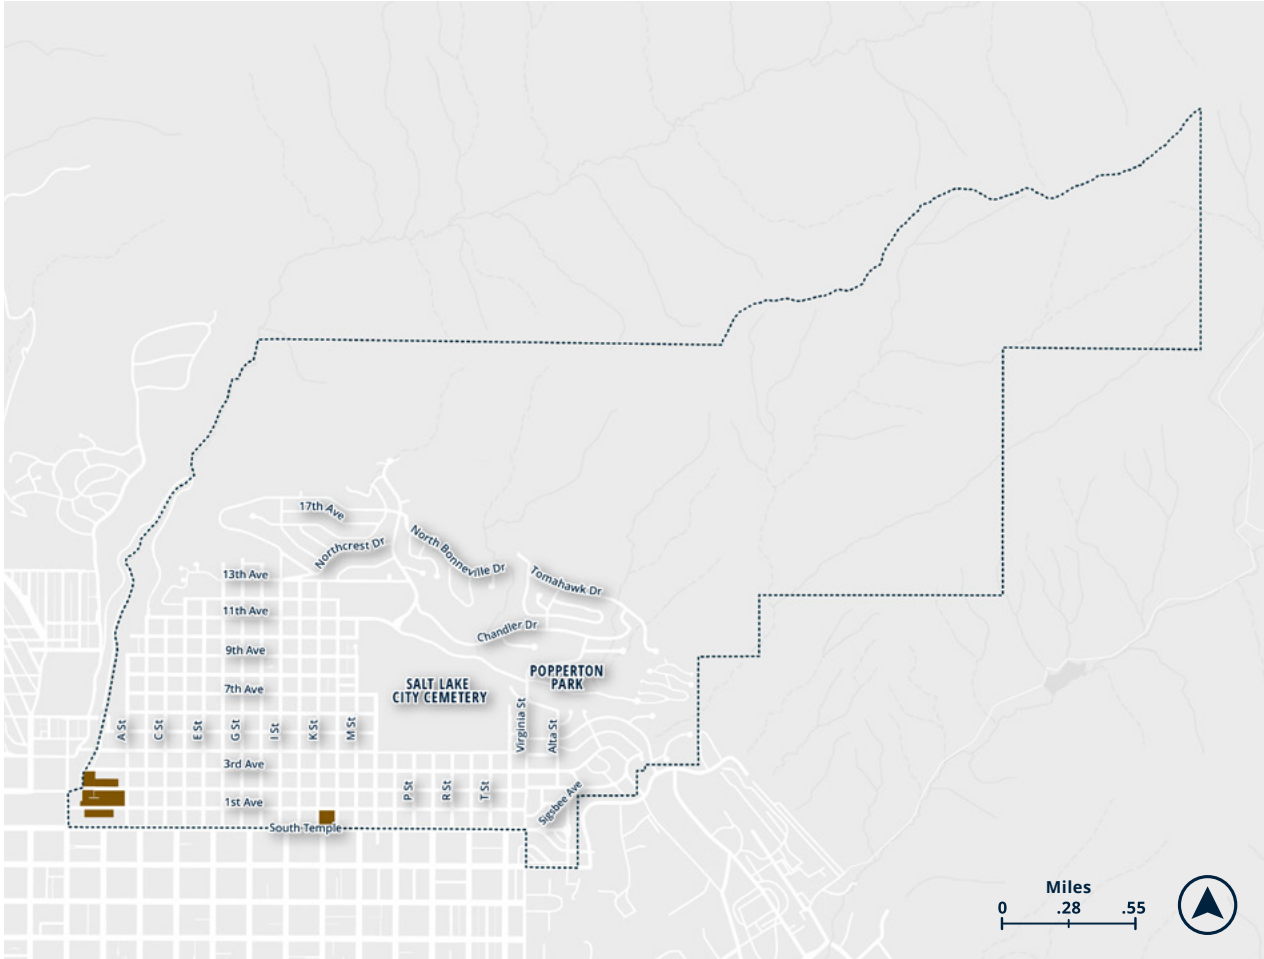 17th Ave
Northcrest Dr
North Bonneville Dr
13th Ave
Tomahawk Dr
11th Ave
Chandler Dr
9th Ave
POPPERTON
PARK
7th Ave
SALT LAKE
CITY CEMETERY
A St
C St
E St
G St
I St
K St
M St
Virginia St
Alta St
3rd Ave
P St
R St
T St
1st Ave
Sigsbee Ave
South Temple
Miles
0 .28 .55